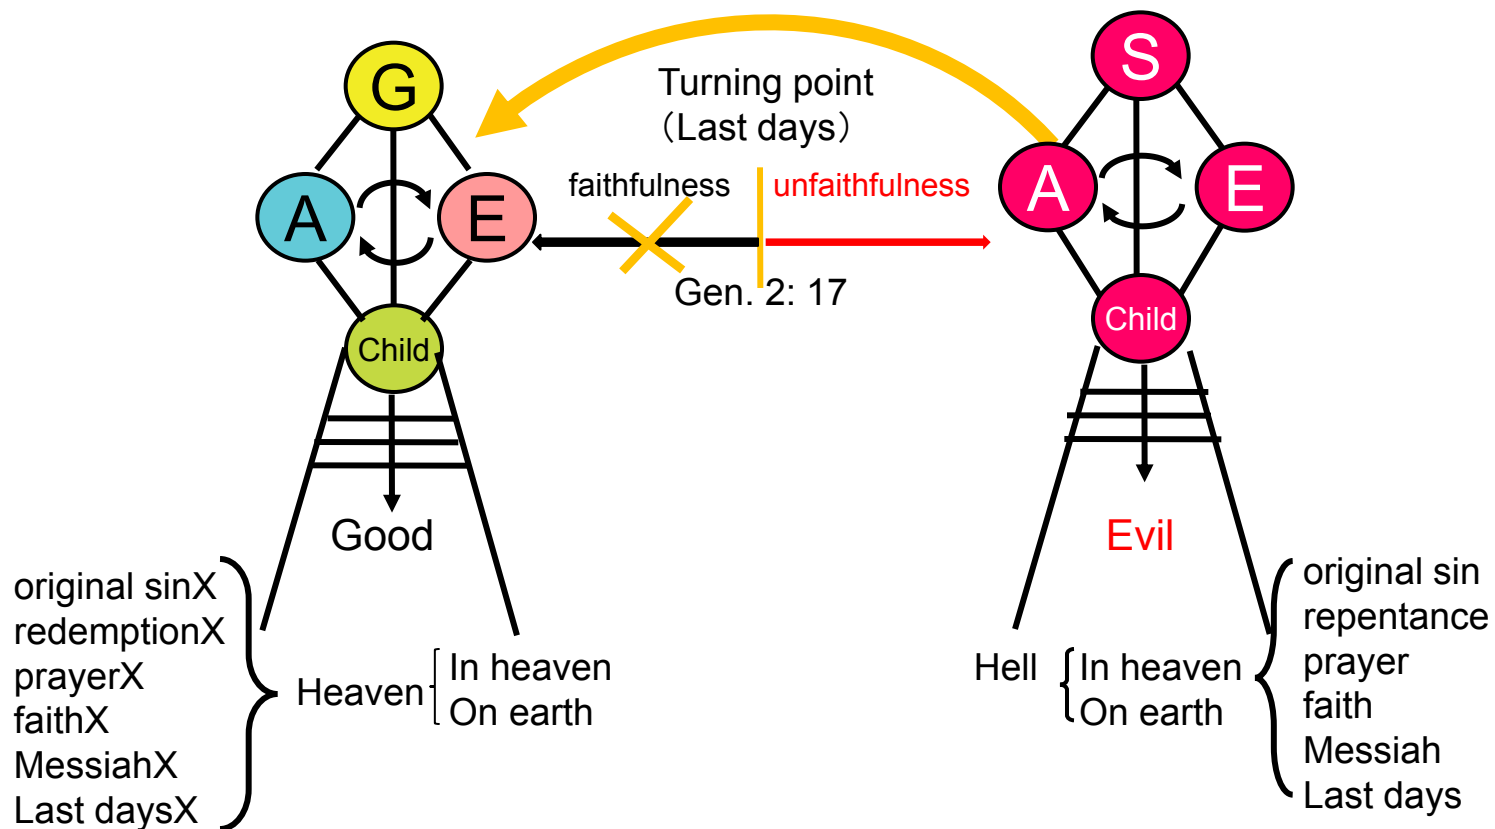 G
A
E
Child
Good
original sinX
redemptionX
prayerX
faithX
MessiahX
Last daysX
Heaven
In heaven
On earth
Turning point
（Last days）
faithfulness
unfaithfulness
Gen. 2: 17
S
A
E
Child
Evil
Hell
In heaven
On earth
original sin
repentance
prayer
faith
Messiah
Last days